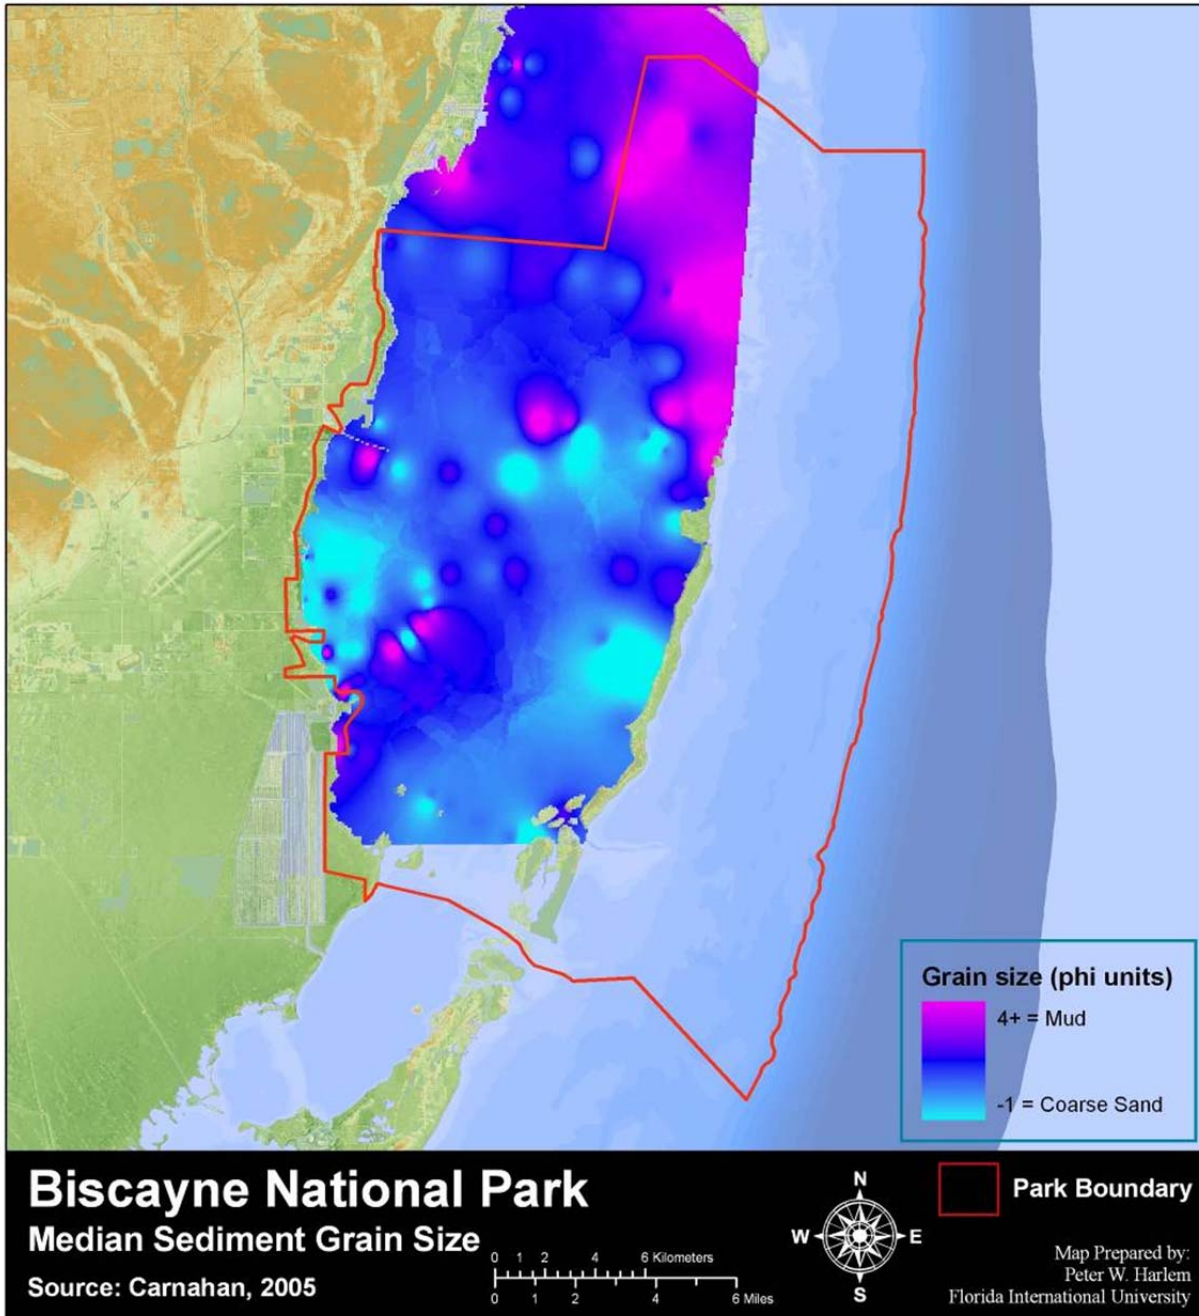 Grain size (phi units)
4+ = Mud
-1 = Coarse Sand
Biscayne National Park
Median Sediment Grain Size
Source: Carnahan, 2005
0 1 2 4 6 Kilometers
0 1 2 4 6 Miles
N
W E
S
Park Boundary
Map Prepared by:
Peter W. Harlem
Florida International University